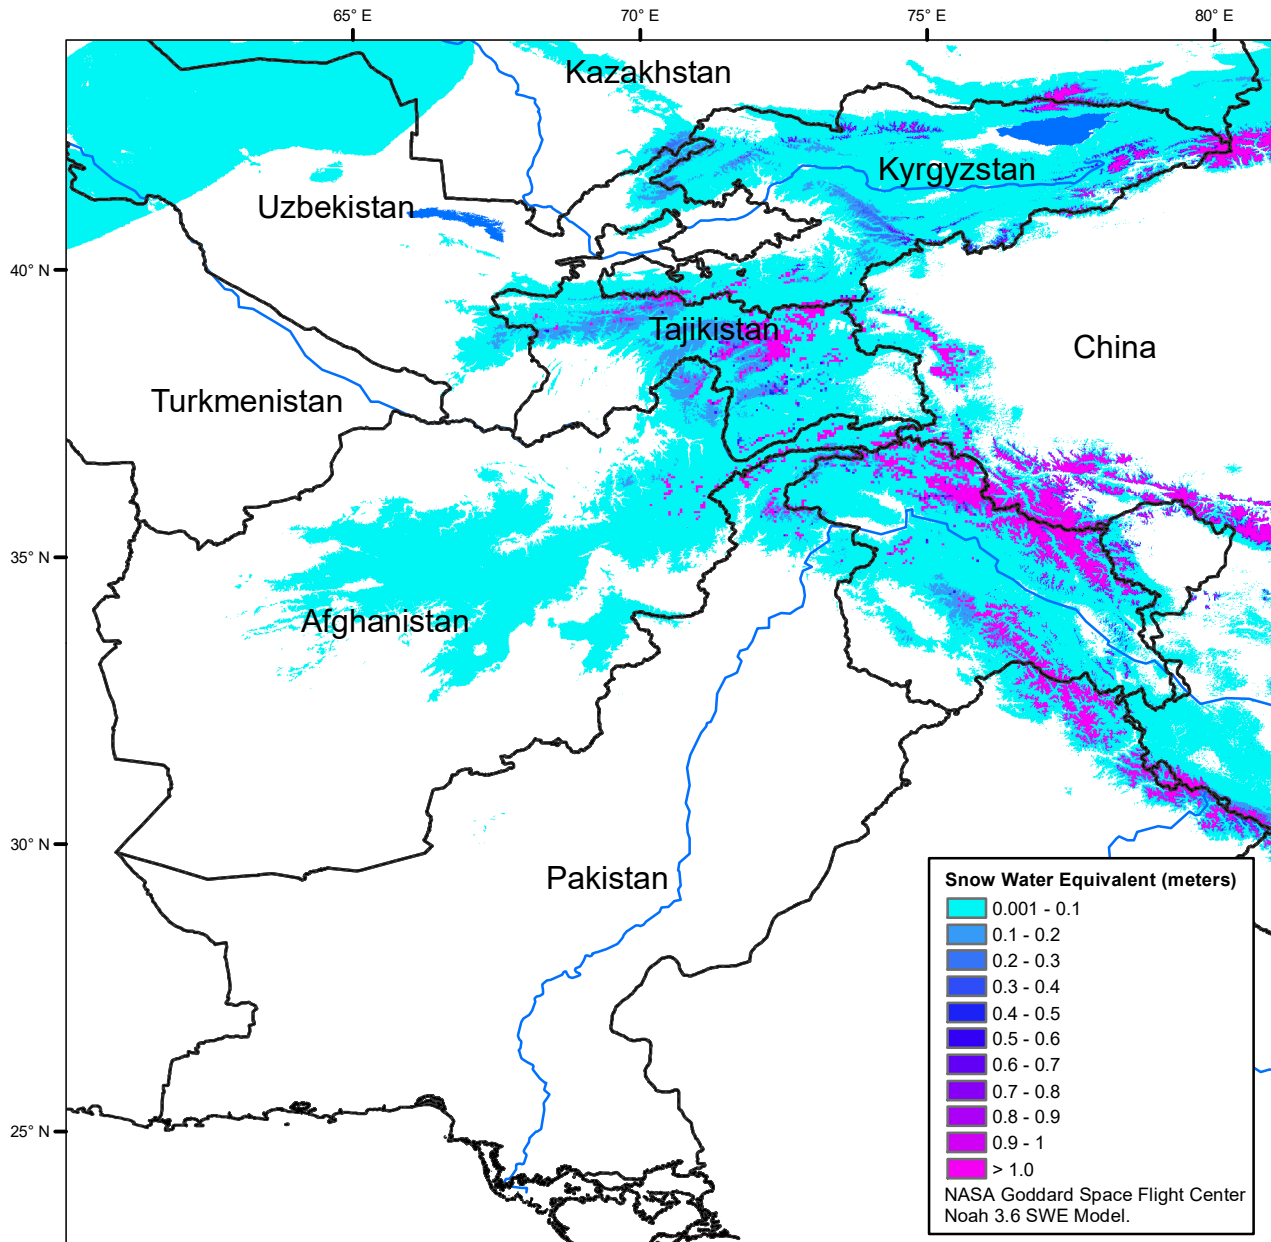 65° E
70° E
75° E
80° E
Kazakhstan
Kyrgyzstan
Uzbekistan
40° N
Tajikistan
China
Turkmenistan
35° N
Afghanistan
30° N
Pakistan
Snow Water Equivalent (meters)
0.001 - 0.1
0.1 - 0.2
0.2 - 0.3
0.3 - 0.4
0.4 - 0.5
0.5 - 0.6
0.6 - 0.7
0.7 - 0.8
0.8 - 0.9
0.9 - 1
> 1.0
25° N
NASA Goddard Space Flight Center
Noah 3.6 SWE Model.